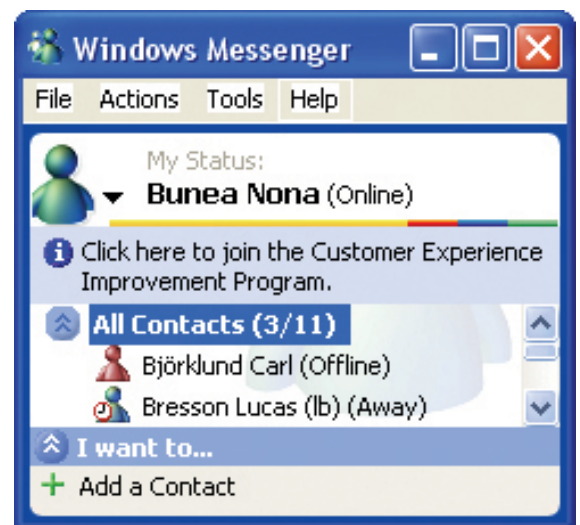 Windows Messenger
File Actions Tools Help
My Status:
Bunea Nona (Online)
Click here to join the Customer Experience
Improvement Program.
All Contacts (3/11)
Björklund Carl (Offline)
Bresson Lucas (lb) (Away)
I want to...
Add a Contact